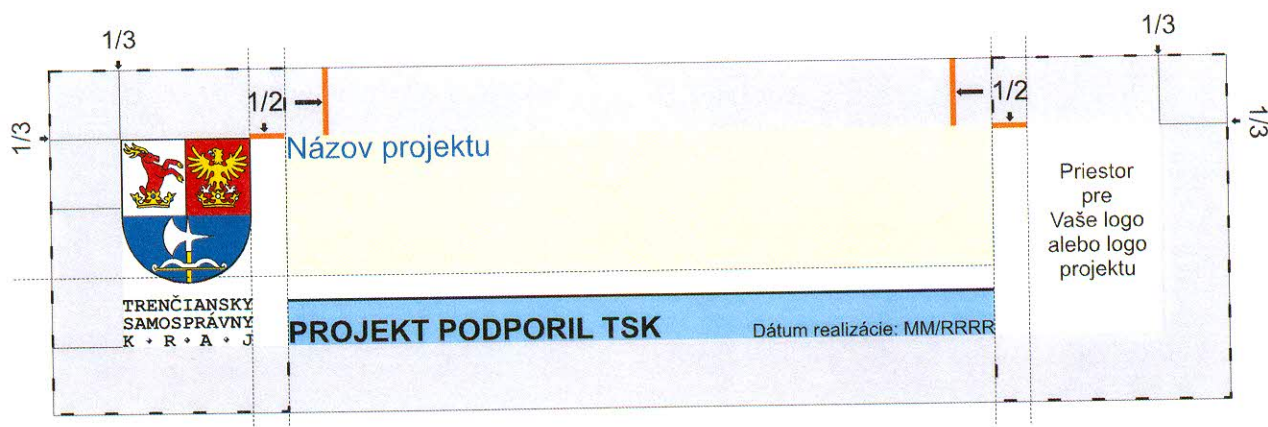 1/3
1/3
1/2
1/2
1/3
1/3
Názov projektu
Priestor
pre
Vaše logo
alebo logo
projektu
TRENČIANSKY
SAMOSPRÁVNY
K · R · A · J
PROJEKT PODPORIL TSK
Dátum realizácie: MM/RRRR